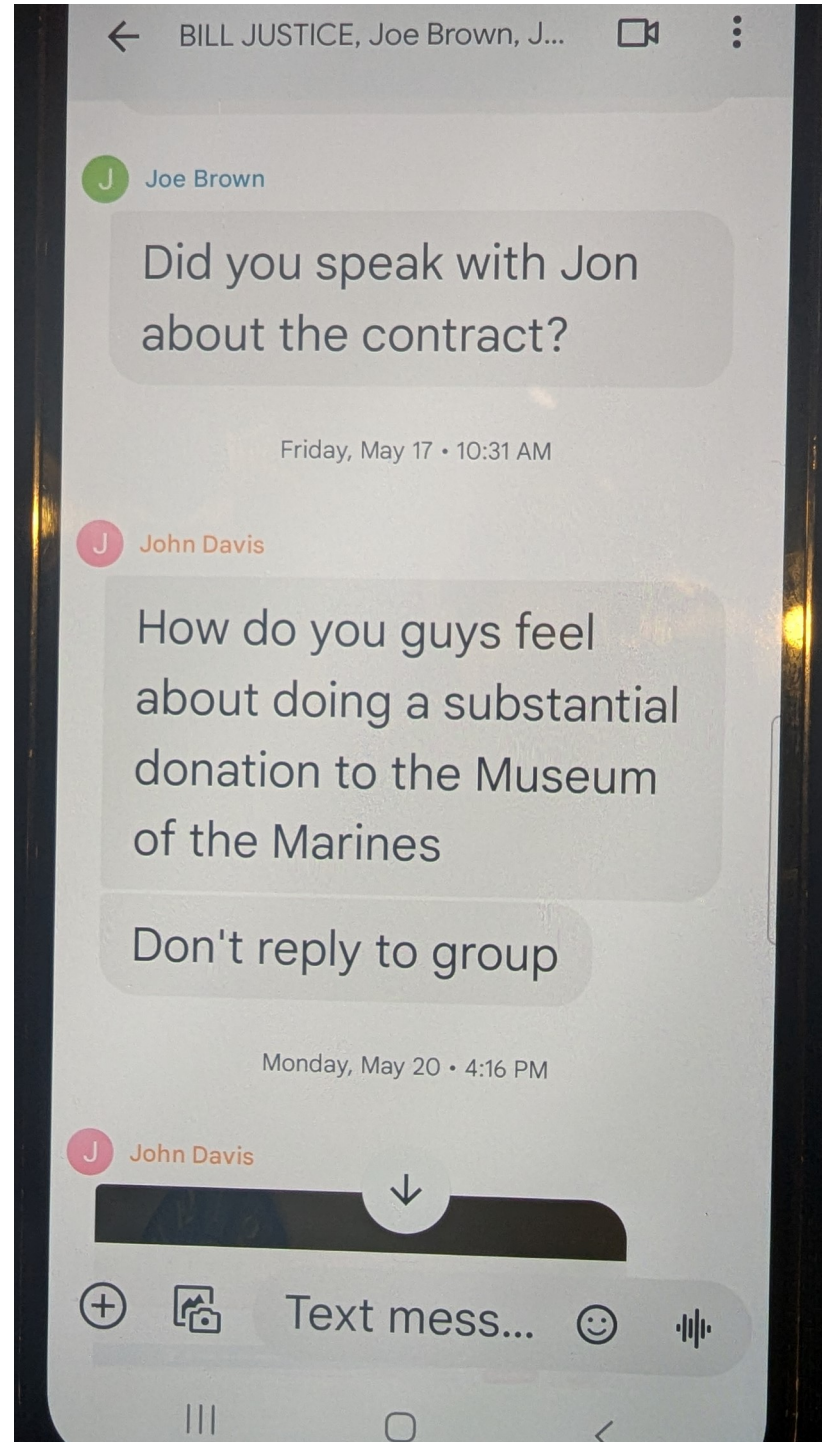 BILL JUSTICE, Joe Brown, J...
J Joe Brown
Did you speak with Jon
about the contract?
Friday, May 17 • 10:31 AM
J John Davis
How do you guys feel
about doing a substantial
donation to the Museum
of the Marines
Don't reply to group
Monday, May 20 • 4:16 PM
J John Davis
Text mess...